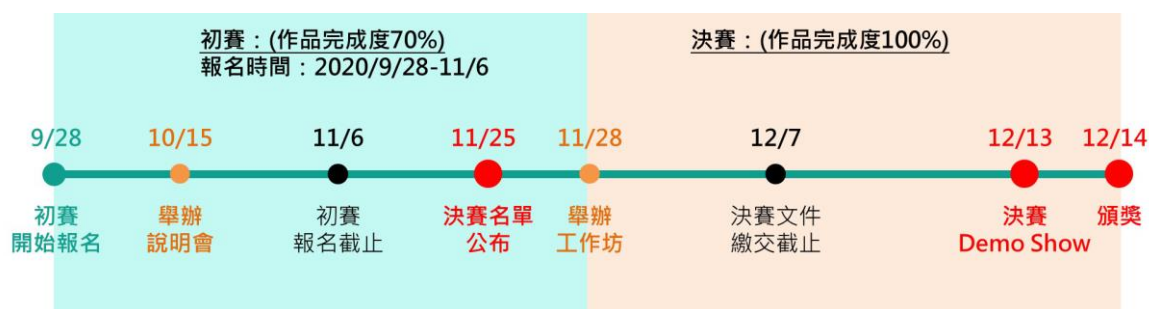 初賽：(作品完成度70%)
報名時間：2020/9/28-11/6
決賽：(作品完成度100%)
9/28
初賽
開始報名
10/15
舉辦
說明會
11/6
初賽
報名截止
11/25
決賽名單
公布
11/28
舉辦
工作坊
12/7
決賽文件
繳交截止
12/13
決賽
Demo Show
12/14
頒獎